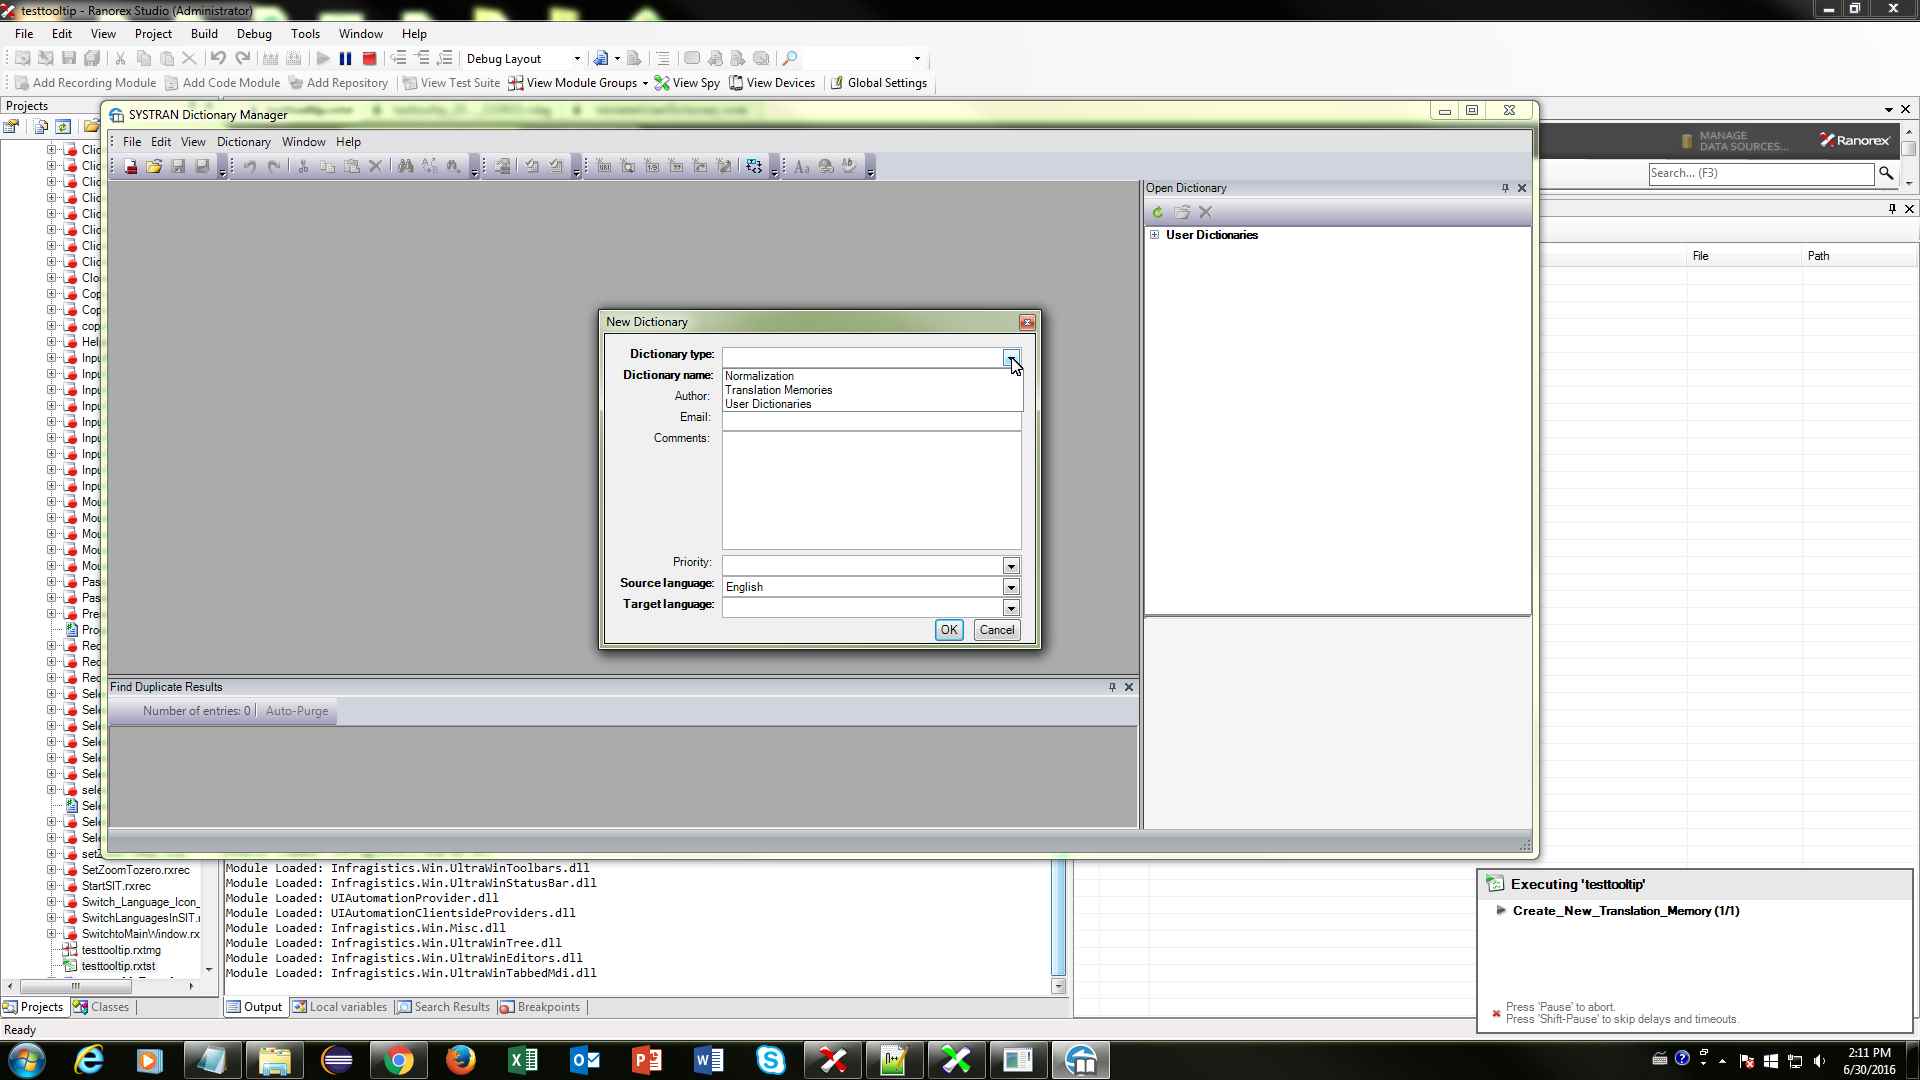 testtooltip - Ranorex Studio (Administrator)
File Edit View Project Build Debug Tools Window Help
Debug Layout
Add Recording Module Add Code Module Add Repository View Test Suite View Module Groups View Spy View Devices Global Settings
Projects
SYSTRAN Dictionary Manager
File Edit View Dictionary Window Help
MANAGE
DATA SOURCES...
Ranorex
Search... (F3)
Open Dictionary
User Dictionaries
File Path
New Dictionary
Dictionary type:
Normalization
Translation Memories
User Dictionaries
Dictionary name:
Author:
Email:
Comments:
Priority:
Source language: English
Target language:
OK Cancel
Find Duplicate Results
Number of entries: 0 Auto-Purge
Clic
Clic
Clic
Clic
Clic
Clic
Clic
Clic
Clo
Cop
Cop
cop
Hel
Inpu
Inpu
Inpu
Inpu
Inpu
Inpu
Inpu
Inpu
Inpu
Mou
Mou
Mou
Mou
Mou
Pas
Pas
Pre
Pro
Rec
Rec
Rec
Sele
Sele
Sele
Sele
Sele
Sele
sele
Sele
Sele
Sele
SetZoomTozero.rxrec
StartSIT.rxrec
Switch_Language_Icon_
SwitchLanguagesInSIT.r
SwitchtoMainWindow.rx
testtooltip.rxtmg
testtooltip.rxtst
Module Loaded: Infragistics.Win.UltraWinToolbars.dll
Module Loaded: Infragistics.Win.UltraWinStatusBar.dll
Module Loaded: UIAutomationProvider.dll
Module Loaded: UIAutomationClientsideProviders.dll
Module Loaded: Infragistics.Win.Misc.dll
Module Loaded: Infragistics.Win.UltraWinTree.dll
Module Loaded: Infragistics.Win.UltraWinEditors.dll
Module Loaded: Infragistics.Win.UltraWinTabbedMdi.dll
Projects Classes
Output Local variables Search Results Breakpoints
Ready
Executing 'testtooltip'
Create_New_Translation_Memory (1/1)
Press 'Pause' to abort.
Press 'Shift-Pause' to skip delays and timeouts.
2:11 PM
6/30/2016